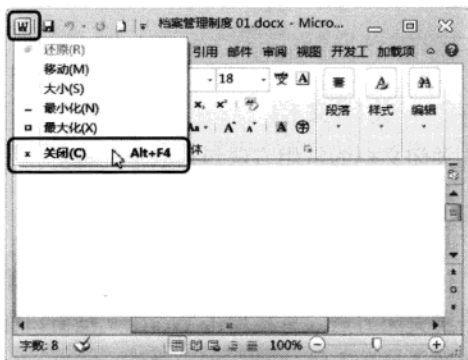 档案管理制度 01.docx - Micro...
还原(R)
移动(M)
大小(S)
最小化(N)
最大化(X)
关闭(C) Alt+F4
引用 邮件 审阅 视图 开发工 加载项
18
段落 样式 编辑
体
字数: 8 100%